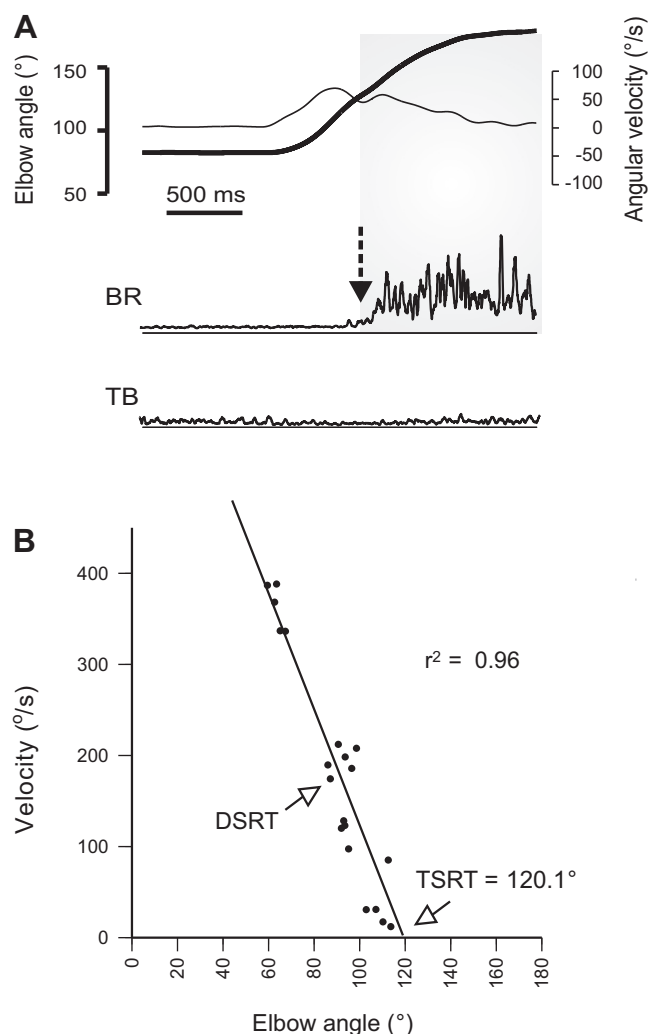 A
Elbow angle (°)
150
100
50
Angular velocity (°/s)
100
50
0
-50
-100
500 ms
BR
TB
B
Velocity (⁰/s)
400
300
200
100
0
r² = 0.96
DSRT
TSRT = 120.1°
0 20 40 60 80 100 120 140 160 180
Elbow angle (°)